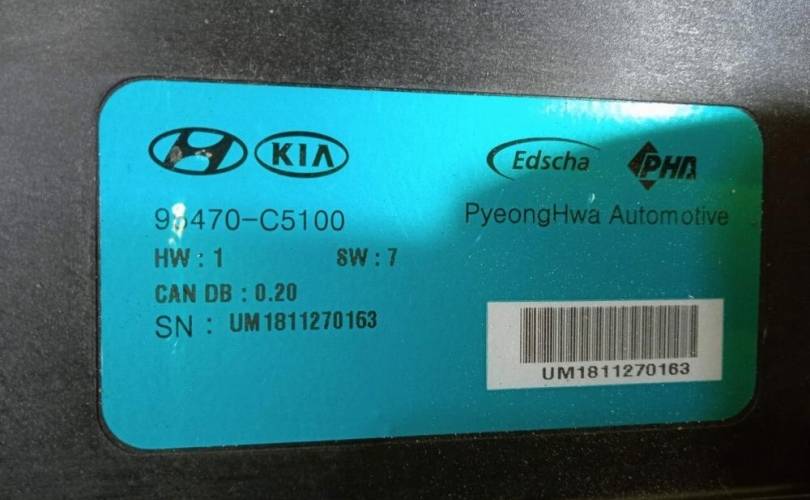 KIA
Edscha
PHA
PyeongHwa Automotive
HW : 1 SW : 7
CAN DB : 0.20
SN : UM1811270163
UM1811270163